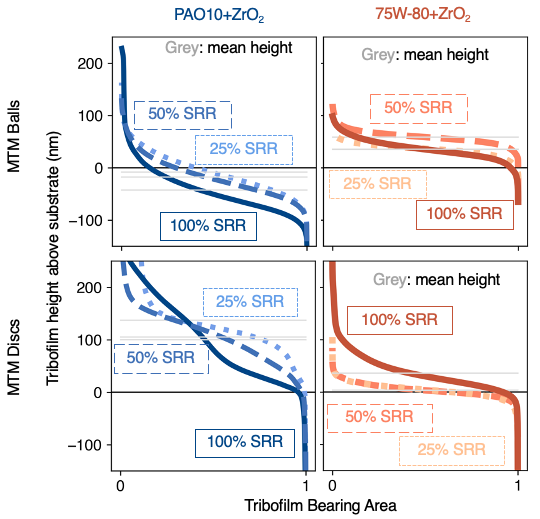 PAO10+ZrO₂
75W-80+ZrO₂
MTM Balls
MTM Discs
Tribofilm height above substrate (nm)
200
100
0
−100
Grey: mean height
50% SRR
25% SRR
100% SRR
Grey: mean height
50% SRR
25% SRR
100% SRR
200
100
0
−100
25% SRR
50% SRR
100% SRR
Grey: mean height
100% SRR
50% SRR
25% SRR
0
1
0
1
Tribofilm Bearing Area